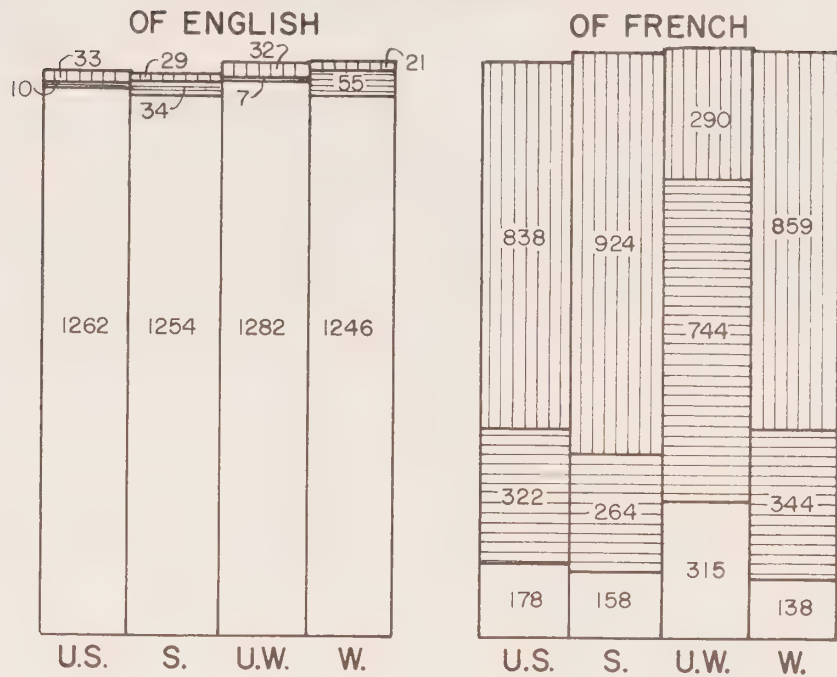 OF ENGLISH
33 29 32 21
10 34 7 55
1262 1254 1282 1246
U.S. S. U.W. W.
OF FRENCH
290
838 924 859
744
322 264 344
178 158 315 138
U.S. S. U.W. W.